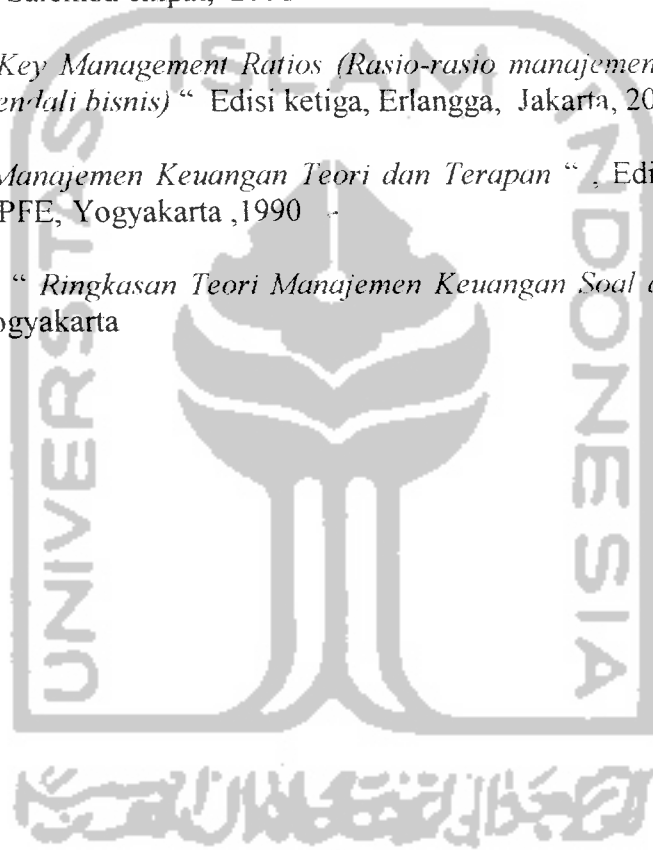 Key Management Ratios (Rasio-rasio manajemen
endali bisnis) “ Edisi ketiga, Erlangga, Jakarta, 20
Manajemen Keuangan Teori dan Terapan “ , Edi
PFE, Yogyakarta ,1990
“ Ringkasan Teori Manajemen Keuangan Soal
ogyakarta
ISLAM
UNIVERSITAS
INDONESIA